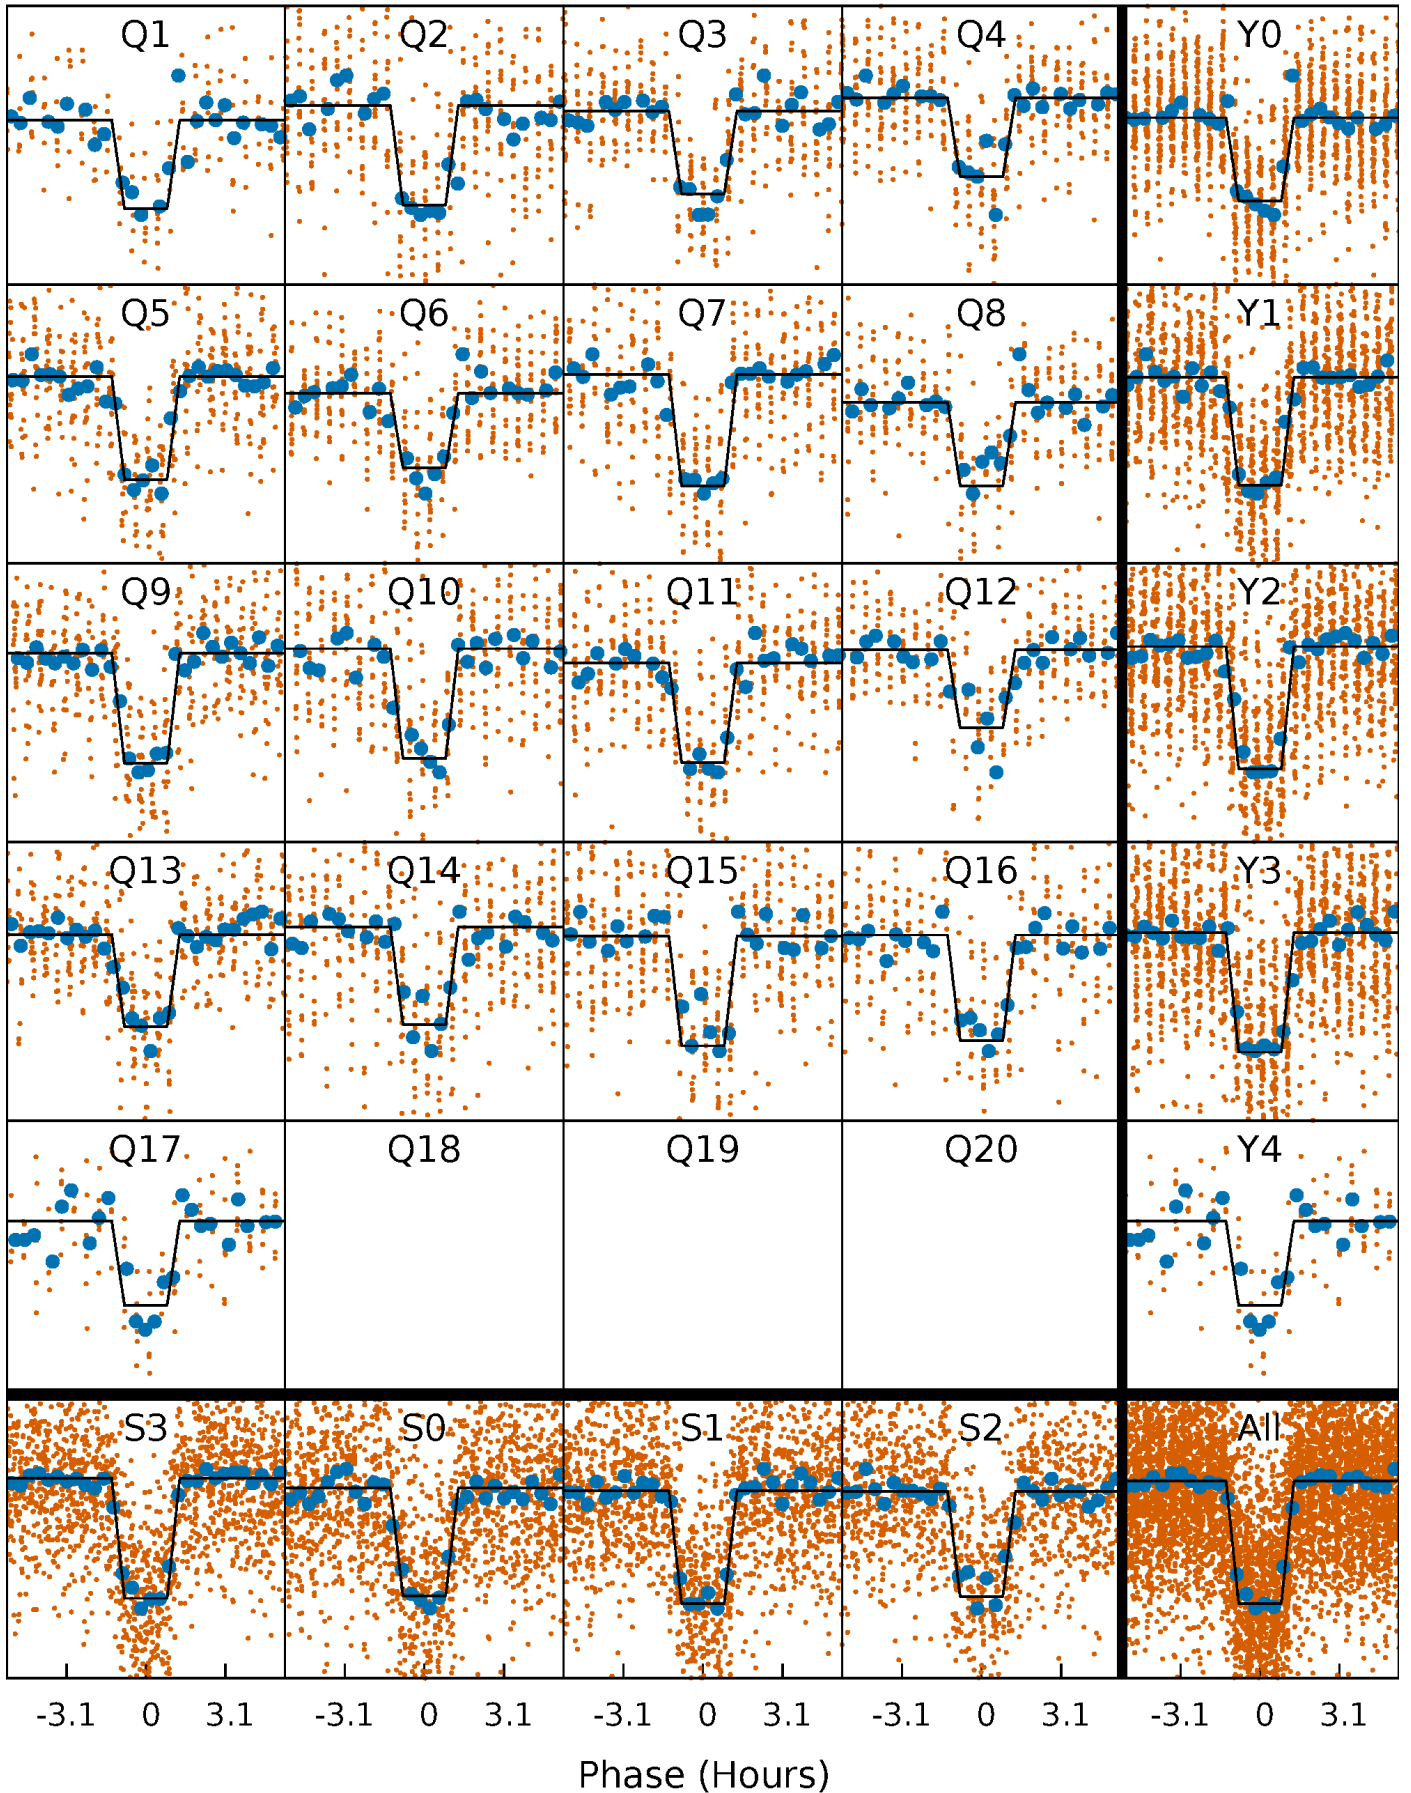 Q1 Q2 Q3 Q4 Y0
Q5 Q6 Q7 Q8 Y1
Q9 Q10 Q11 Q12 Y2
Q13 Q14 Q15 Q16 Y3
Q17 Q18 Q19 Q20 Y4
S3 S0 S1 S2 All
-3.1 0 3.1 -3.1 0 3.1 -3.1 0 3.1 -3.1 0 3.1 -3.1 0 3.1
Phase (Hours)